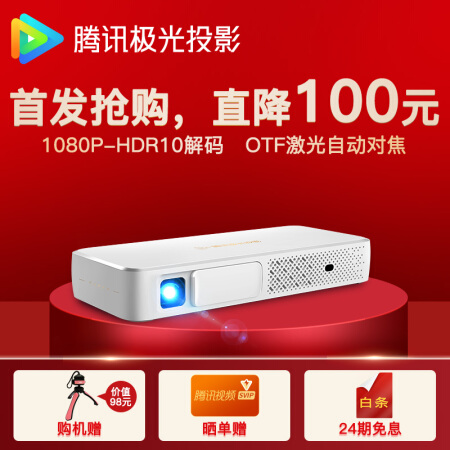 腾讯极光投影
首发抢购，直降100元
1080P-HDR10解码 OTF激光自动对焦
价值
98元
购机赠
腾讯视频
SVIP
晒单赠
白条
24期免息